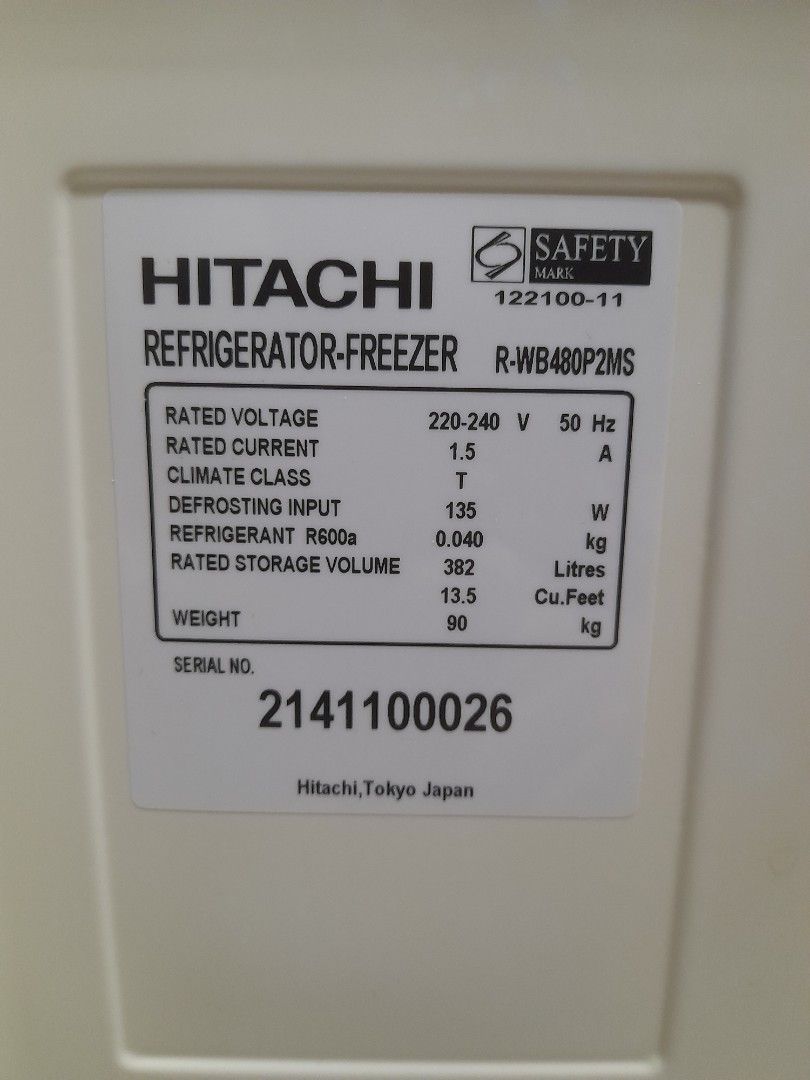 SAFETY
MARK
HITACHI
122100-11
REFRIGERATOR-FREEZER R-WB480P2MS
RATED VOLTAGE 220-240 V 50 Hz
RATED CURRENT 1.5 A
CLIMATE CLASS T
DEFROSTING INPUT 135 W
REFRIGERANT R600a 0.040 kg
RATED STORAGE VOLUME 382 Litres
13.5 Cu.Feet
WEIGHT 90 kg
SERIAL NO.
2141100026
Hitachi,Tokyo Japan